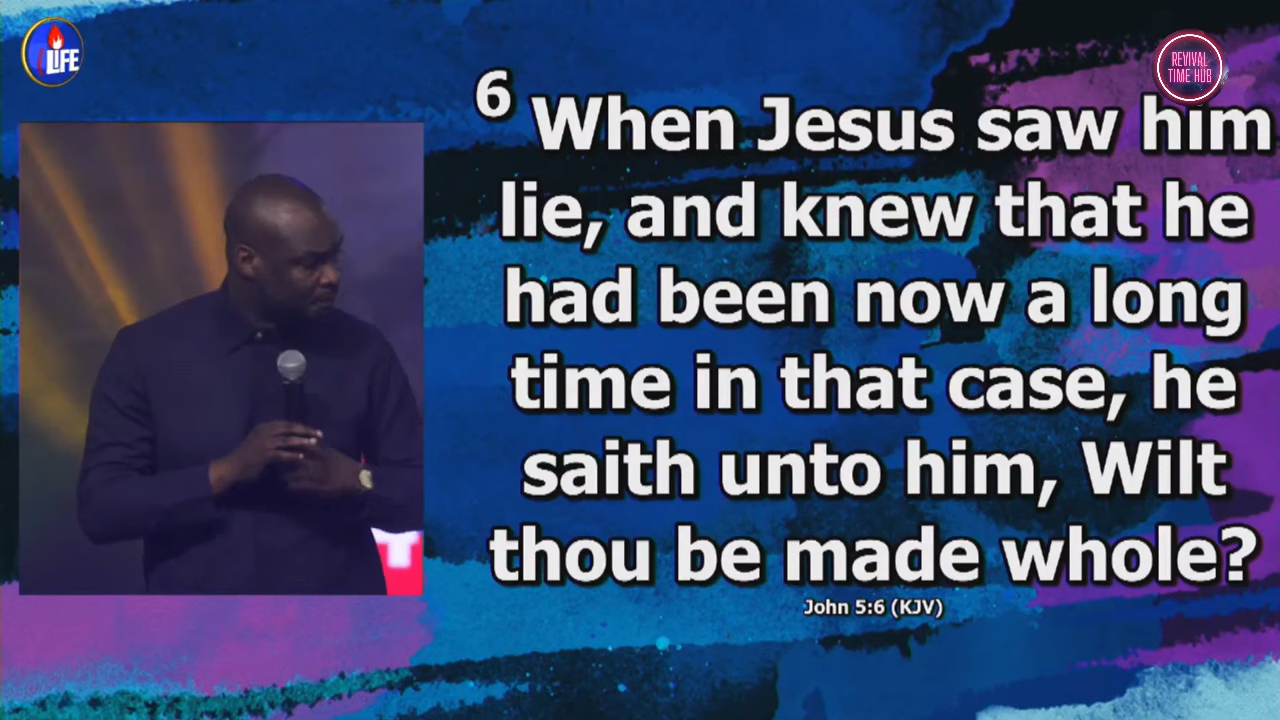 LIFE
REVIVAL
TIME HUB
6 When Jesus saw him
lie, and knew that he
had been now a long
time in that case, he
saith unto him, Wilt
thou be made whole?
John 5:6 (KJV)
T